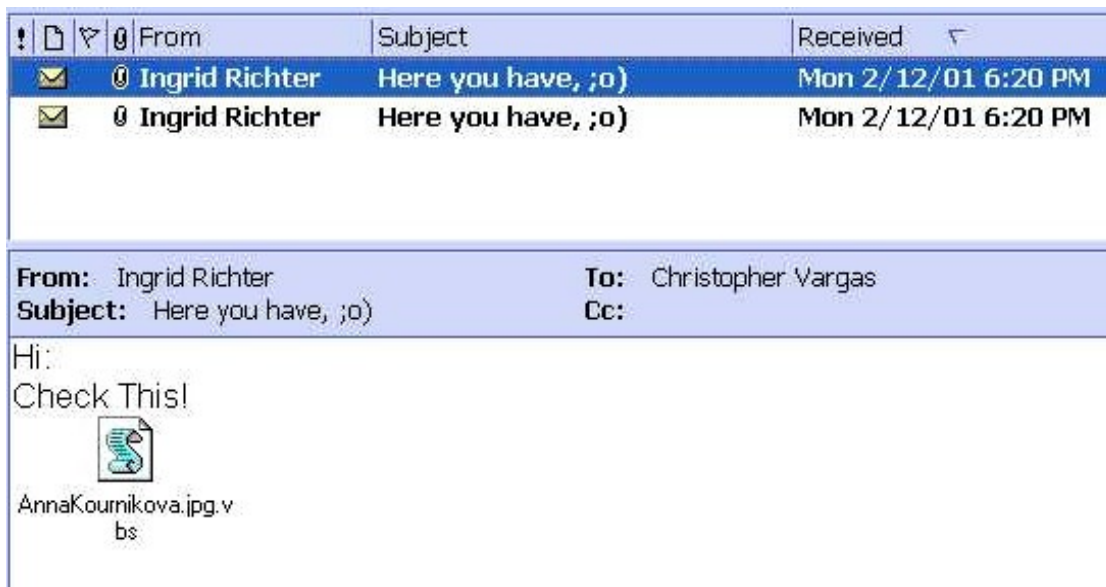 ! From Subject Received
Ingrid Richter Here you have, ;o) Mon 2/12/01 6:20 PM
Ingrid Richter Here you have, ;o) Mon 2/12/01 6:20 PM
From: Ingrid Richter To: Christopher Vargas
Subject: Here you have, ;o) Cc:
Hi:
Check This!
AnnaKournikova.jpg.v
bs